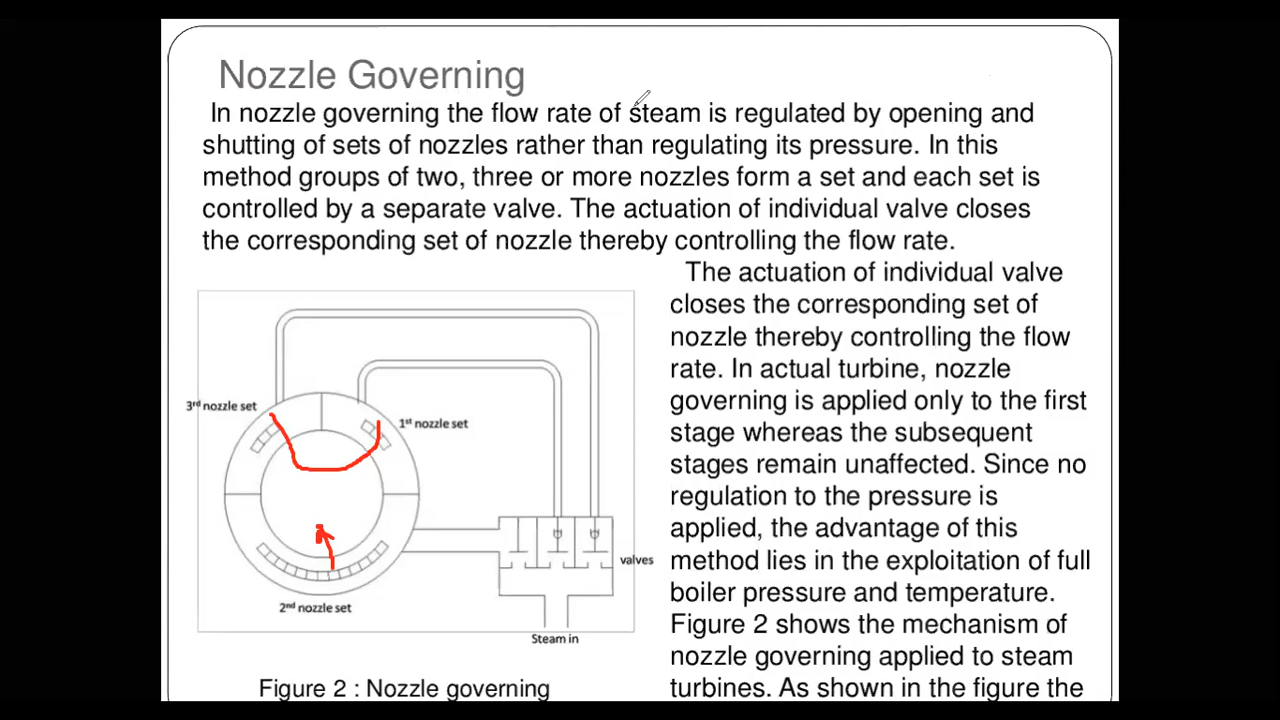 Nozzle Governing
In nozzle governing the flow rate of steam is regulated by opening and
shutting of sets of nozzles rather than regulating its pressure. In this
method groups of two, three or more nozzles form a set and each set is
controlled by a separate valve. The actuation of individual valve closes
the corresponding set of nozzle thereby controlling the flow rate.
The actuation of individual valve
closes the corresponding set of
nozzle thereby controlling the flow
rate. In actual turbine, nozzle
governing is applied only to the first
stage whereas the subsequent
stages remain unaffected. Since no
regulation to the pressure is
applied, the advantage of this
method lies in the exploitation of full
boiler pressure and temperature.
Figure 2 shows the mechanism of
nozzle governing applied to steam
turbines. As shown in the figure the
3rd nozzle set
1st nozzle set
valves
2nd nozzle set
Steam in
Figure 2 : Nozzle governing